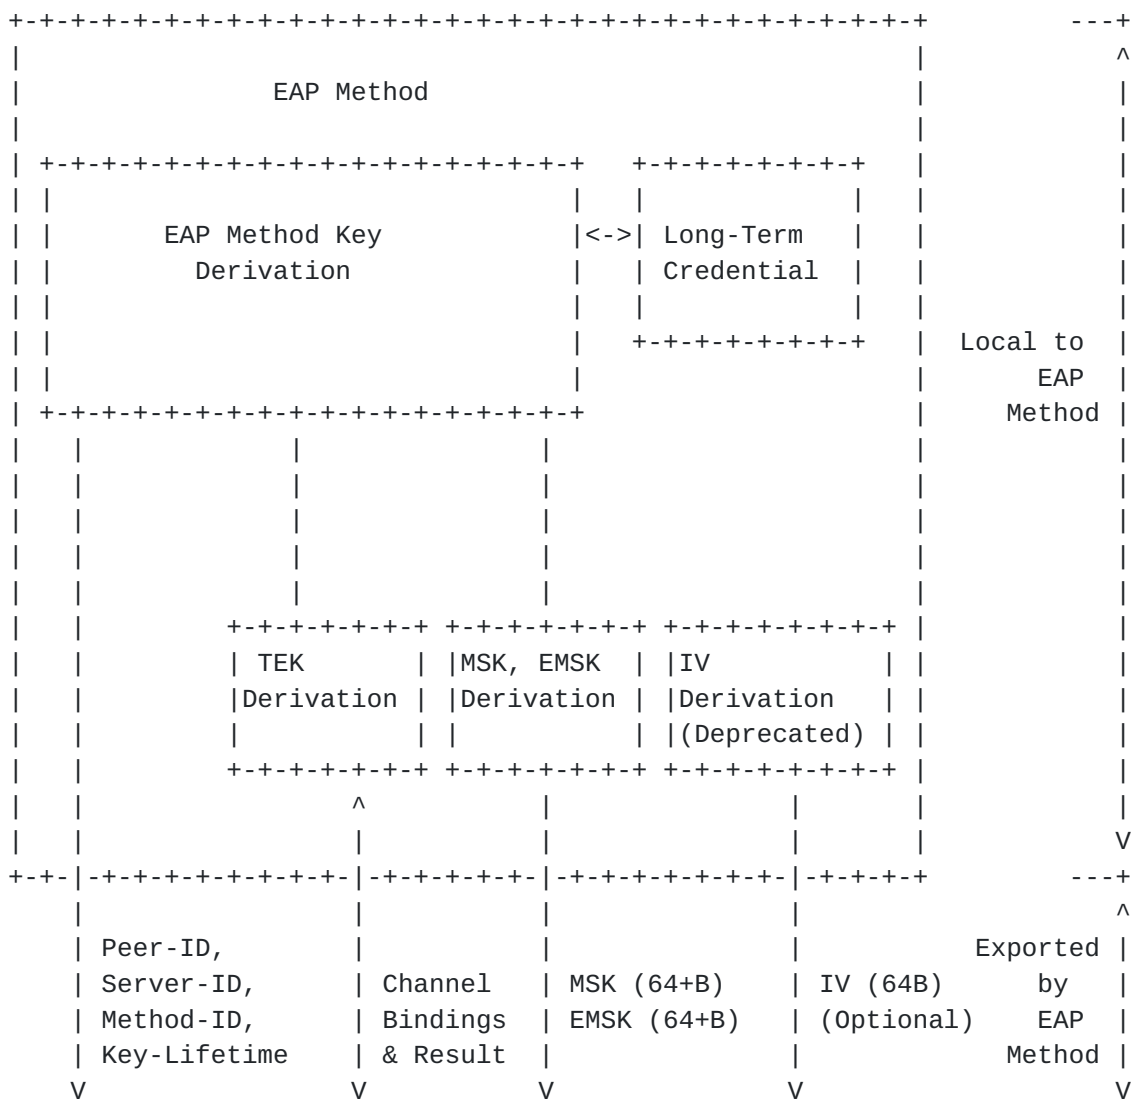 +-+-+-+-+-+-+-+-+-+-+-+-+-+-+-+-+-+-+-+-+-+-+-+-+-+-+-+-+-+         ---+
|                                                         |            ^
|                EAP Method                               |            |
|                                                         |            |
| +-+-+-+-+-+-+-+-+-+-+-+-+-+-+-+-+-+   +-+-+-+-+-+-+-+   |            |
| |                                 |   |             |   |            |
| |       EAP Method Key            |<->| Long-Term   |   |            |
| |         Derivation              |   | Credential  |   |            |
| |                                 |   |             |   |            |
| |                                 |   +-+-+-+-+-+-+-+   |  Local to  |
| |                                 |                     |       EAP  |
| +-+-+-+-+-+-+-+-+-+-+-+-+-+-+-+-+-+                     |     Method |
|   |             |               |                       |            |
|   |             |               |                       |            |
|   |             |               |                       |            |
|   |             |               |                       |            |
|   |             |               |                       |            |
|   |         +-+-+-+-+-+-+ +-+-+-+-+-+-+-+ +-+-+-+-+-+-+-+ |            |
|   |         | TEK       | |MSK, EMSK  | |IV           | |            |
|   |         |Derivation | |Derivation | |Derivation   | |            |
|   |         |           | |           | |(Deprecated) | |            |
|   |         +-+-+-+-+-+-+-+ +-+-+-+-+-+-+-+ +-+-+-+-+-+-+-+ |            |
|   |                 ^           |               |       |            |
|   |                 |           |               |       |            V
+-+-|-+-+-+-+-+-+-+-+-|-+-+-+-+-+-|-+-+-+-+-+-+-+-|-+-+-+-+         ---+
    |                 |           |               |                    ^
    | Peer-ID,        |           |               |           Exported |
    | Server-ID,      | Channel   | MSK (64+B)    | IV (64B)      by   |
    | Method-ID,      | Bindings  | EMSK (64+B)   | (Optional)    EAP  |
    | Key-Lifetime    | & Result  |               |             Method |
    V                 V           V               V                    V